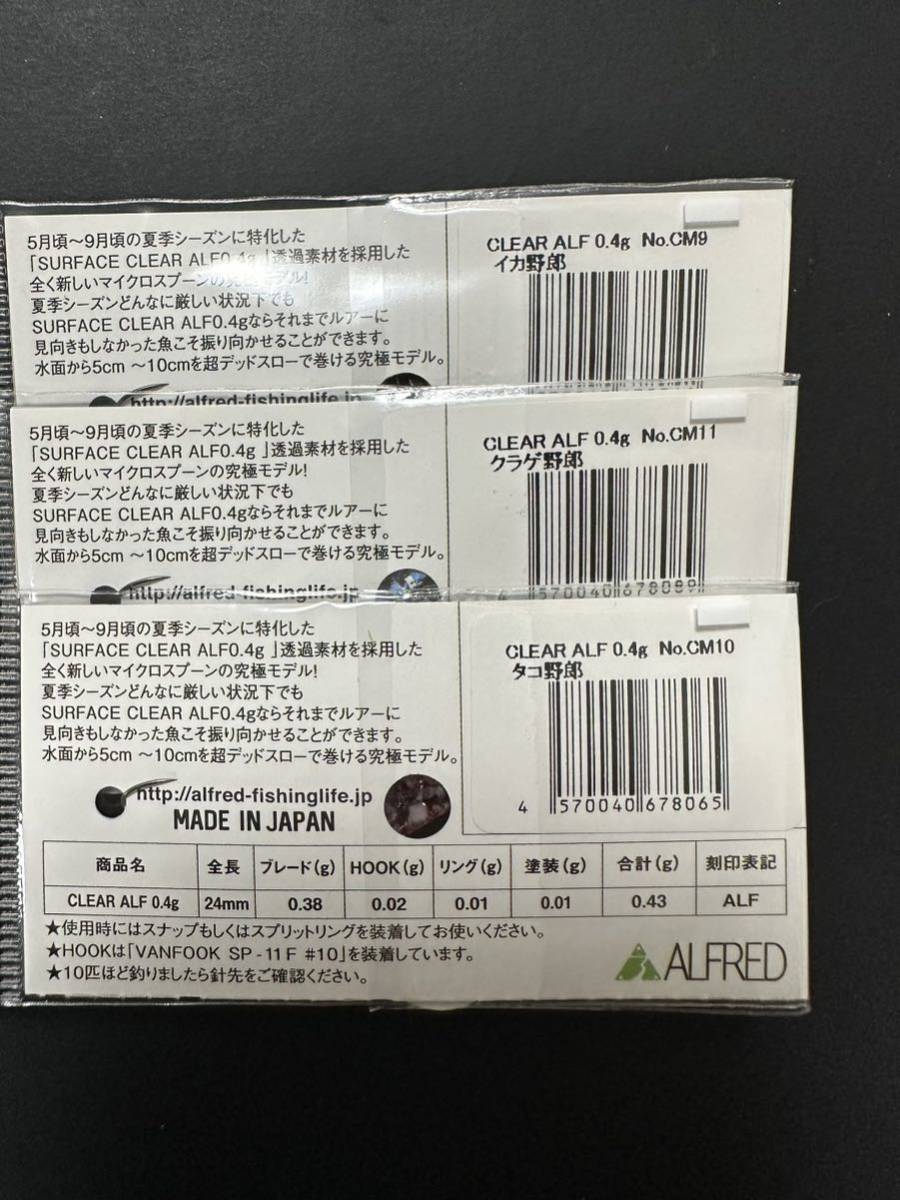 5月頃～9月頃の夏季シーズンに特化した
「SURFACE CLEAR ALF0.4g 」透過素材を採用した
全く新しいマイクロスプーンの究極モデル!
夏季シーズンどんなに厳しい状況下でも
SURFACE CLEAR ALF0.4gならそれまでルアーに
見向きもしなかった魚こそ振り向かせることができます。
水面から5cm ～10cmを超デッドスローで巻ける究極モデル。
http://alfred-fishinglife.jp
CLEAR ALF 0.4g No.CM9
イカ野郎
5月頃～9月頃の夏季シーズンに特化した
「SURFACE CLEAR ALF0.4g 」透過素材を採用した
全く新しいマイクロスプーンの究極モデル!
夏季シーズンどんなに厳しい状況下でも
SURFACE CLEAR ALF0.4gならそれまでルアーに
見向きもしなかった魚こそ振り向かせることができます。
水面から5cm ～10cmを超デッドスローで巻ける究極モデル。
http://alfred-fishinglife.jp
CLEAR ALF 0.4g No.CM11
クラゲ野郎
4 570040 678089
5月頃～9月頃の夏季シーズンに特化した
「SURFACE CLEAR ALF0.4g 」透過素材を採用した
全く新しいマイクロスプーンの究極モデル!
夏季シーズンどんなに厳しい状況下でも
SURFACE CLEAR ALF0.4gならそれまでルアーに
見向きもしなかった魚こそ振り向かせることができます。
水面から5cm ～10cmを超デッドスローで巻ける究極モデル。
http://alfred-fishinglife.jp
MADE IN JAPAN
CLEAR ALF 0.4g No.CM10
タコ野郎
4 570040 678065
商品名 全長 ブレード(g) HOOK(g) リング(g) 塗装(g) 合計(g) 刻印表記
CLEAR ALF 0.4g 24mm 0.38 0.02 0.01 0.01 0.43 ALF
★使用時にはスナップもしくはスプリットリングを装着してお使いください。
★HOOKは「VANFOOK SP-11F #10」を装着しています。
★10匹ほど釣りましたら針先をご確認ください。
ALFRED